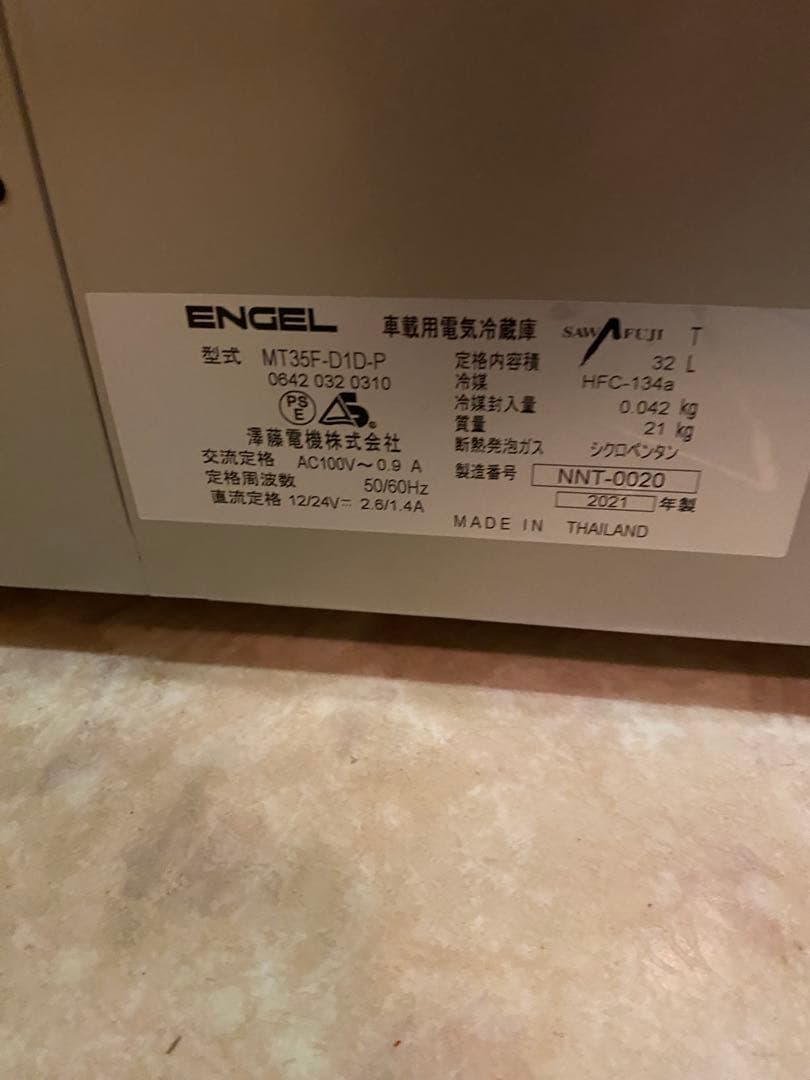 ENGEL 車載用電気冷蔵庫 SAWAFUJI T
型式 MT35F-D1D-P
0642 032 0310
PS
E
澤藤電機株式会社
交流定格 AC100V～0.9 A
定格周波数 50/60Hz
直流定格 12/24V⎓ 2.6/1.4A
定格内容積 32 L
冷媒 HFC-134a
冷媒封入量 0.042 kg
質量 21 kg
断熱発泡ガス シクロペンタン
製造番号 NNT-0020
2021 年製
MADE IN THAILAND